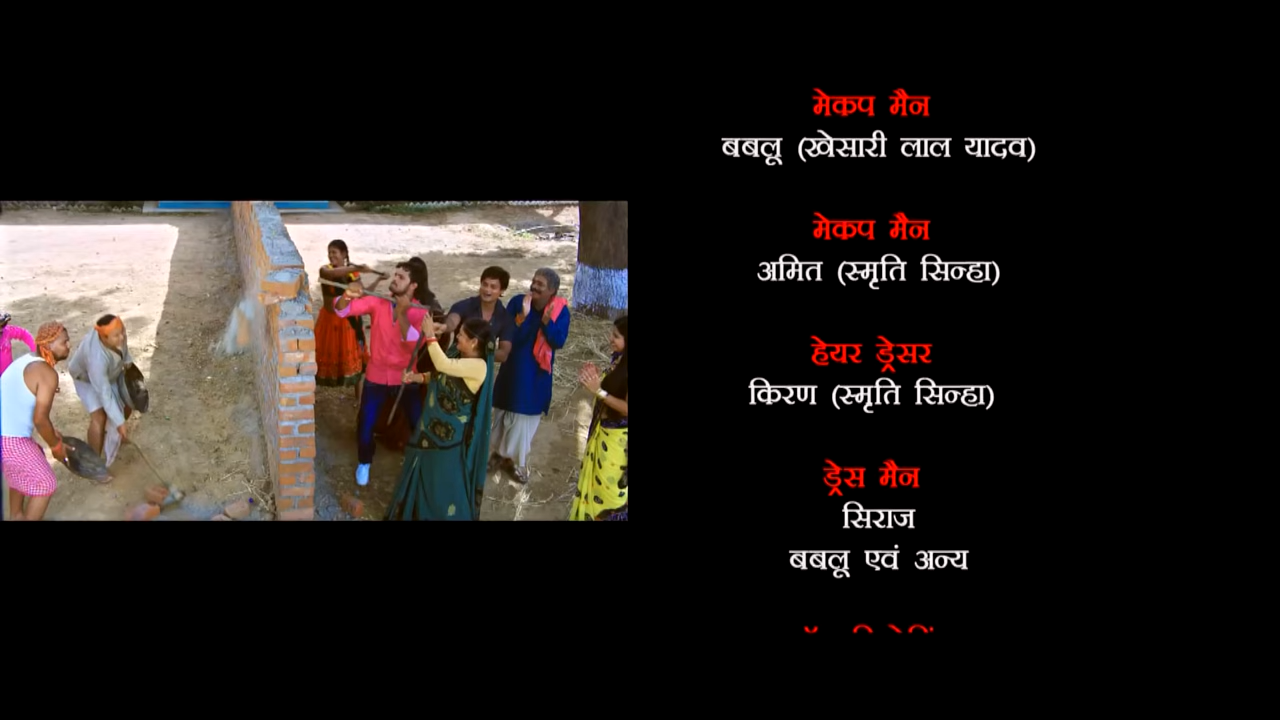 मेकप मैन
बबलू (खेसारी लाल यादव)
मेकप मैन
अमित (स्मृति सिन्हा)
हेयर ड्रेसर
किरण (स्मृति सिन्हा)
ड्रेस मैन
सिराज
बबलू एवं अन्य